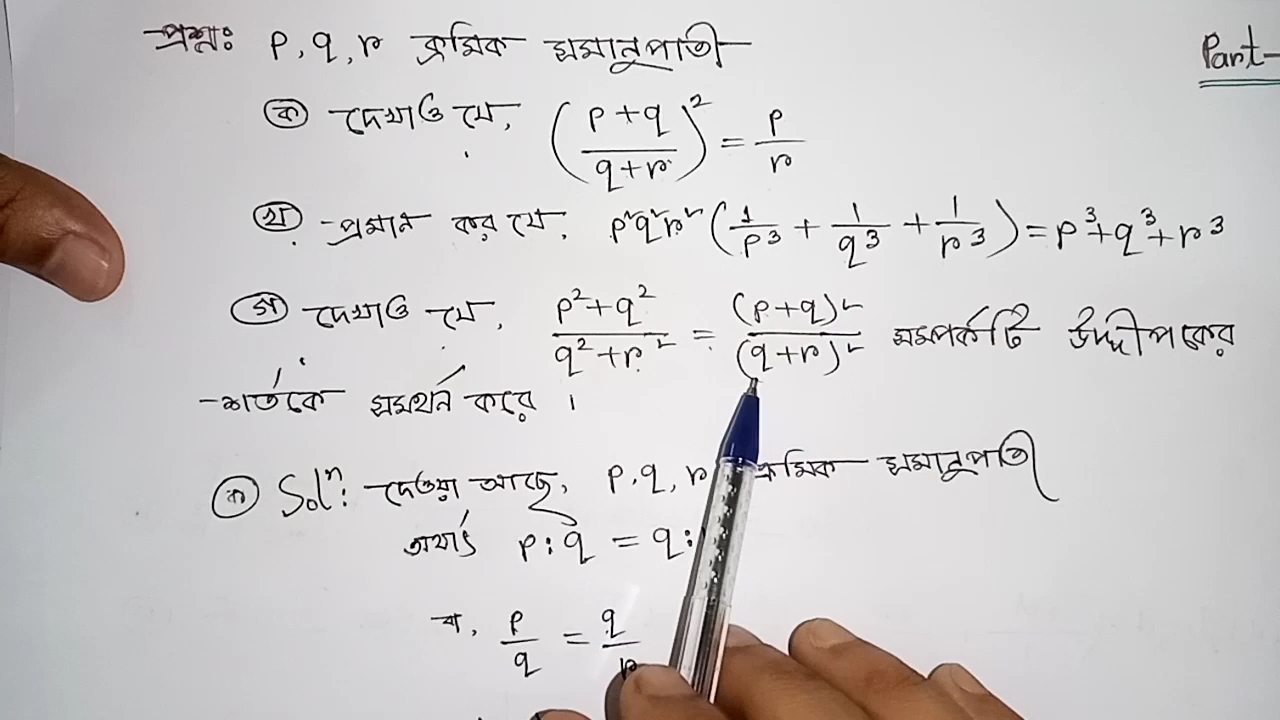 প্রশ্নঃ p, q, r ক্রমিক সমানুপাতী
Part-
ক দেখাও যে, ((p+q)/(q+r))² = p/r
খ প্রমান কর যে, p²q²r² (1/p³ + 1/q³ + 1/r³) = p³+q³+r³
গ দেখাও যে, (p²+q²)/(q²+r²) = (p+q)²/(q+r)² সম্পর্কটি উদ্দীপকের
শর্তকে সমর্থন করে ।
ক Solⁿ: দেওয়া আছে, p, q, r ক্রমিক সমানুপাতি
অর্থাৎ p : q = q :
বা, p/q = q/r